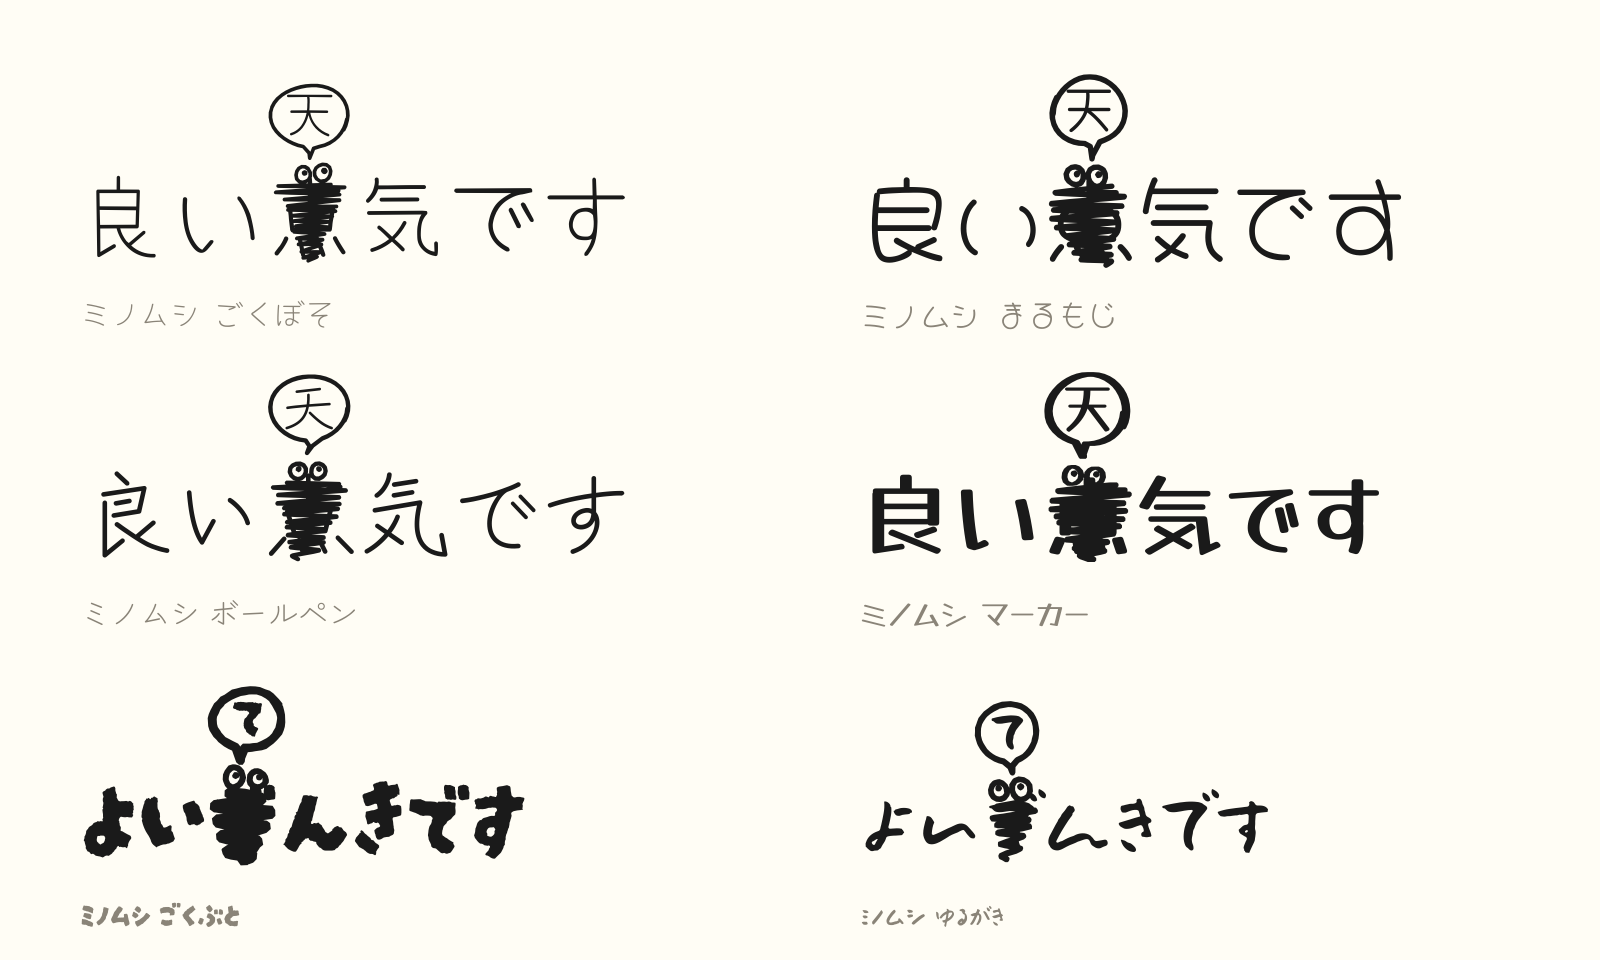 天
良い気です
ミノムシ ごくぼそ
天
良い気です
ミノムシ まるもじ
天
良い気です
ミノムシ ボールペン
天
良い気です
ミノムシ マーカー
て
よいんきです
ミノムシ ごくぶと
て
よいんきです
ミノムシ ゆるがき